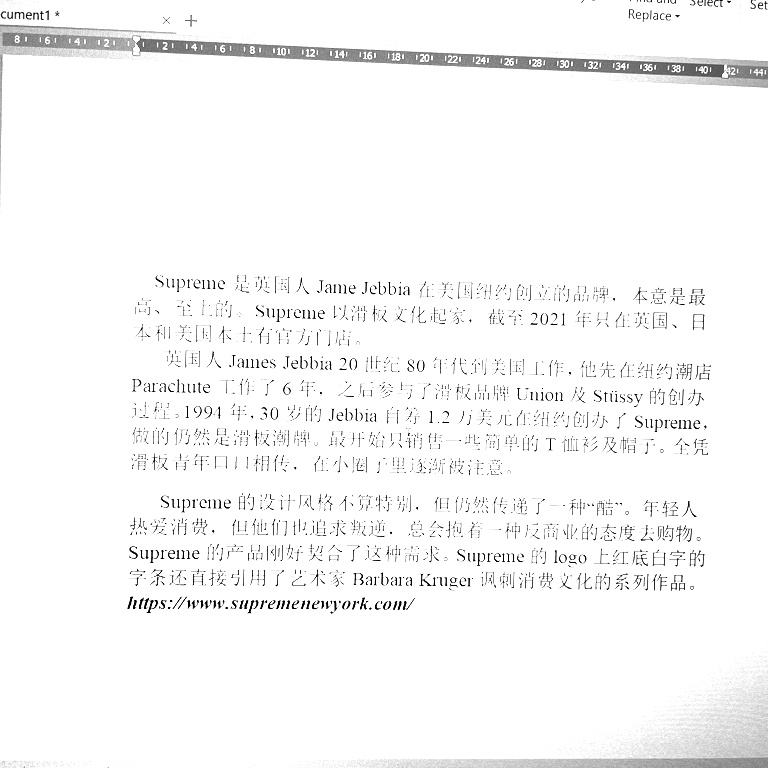 cument1 * × +
Replace
Select
8 6 4 2 2 4 6 8 10 12 14 16 18 20 22 24 26 28 30 32 34 36 38 40 42 44
Supreme 是英国人 Jame Jebbia 在美国纽约创立的品牌，本意是最
高、至上的。Supreme 以滑板文化起家，截至 2021 年只在英国、日
本和美国本土有官方门店。
英国人 James Jebbia 20 世纪 80 年代到美国工作，他先在纽约潮店
Parachute 工作了 6 年，之后参与了滑板品牌 Union 及 Stüssy 的创办
过程。1994 年，30 岁的 Jebbia 自筹 1.2 万美元在纽约创办了 Supreme，
做的仍然是滑板潮牌。最开始只销售一些简单的 T 恤衫及帽子。全凭
滑板青年口口相传，在小圈子里逐渐被注意。
Supreme 的设计风格不算特别，但仍然传递了一种“酷”。年轻人
热爱消费，但他们也追求叛逆，总会抱着一种反商业的态度去购物。
Supreme 的产品刚好契合了这种需求。Supreme 的 logo 上红底白字的
字条还直接引用了艺术家 Barbara Kruger 讽刺消费文化的系列作品。
https://www.supremenewyork.com/